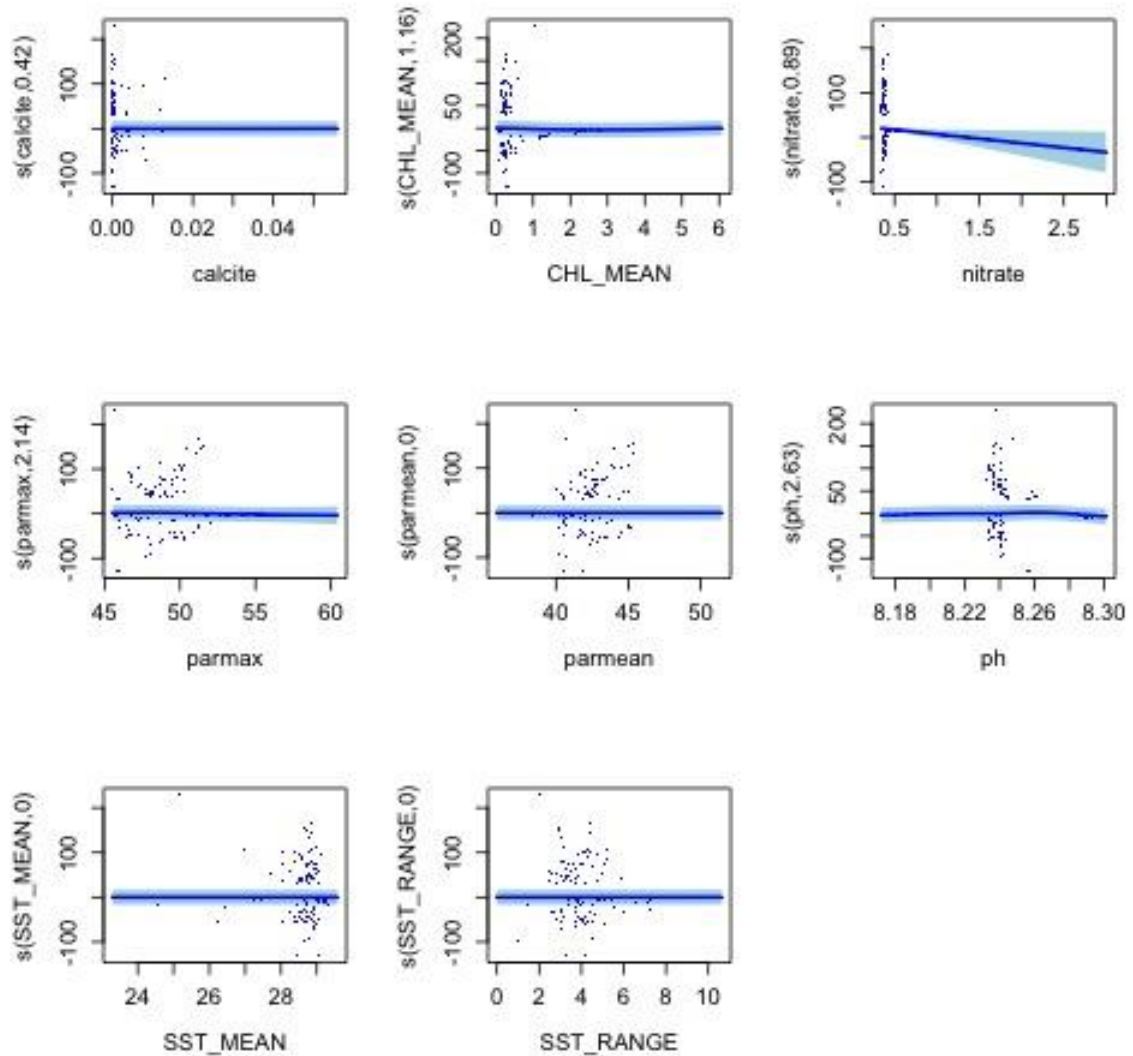 s(calcite,0.42)
100
-100
0.00 0.02 0.04
calcite
s(CHL_MEAN,1.16)
200
50
-100
0 1 2 3 4 5 6
CHL_MEAN
s(nitrate,0.89)
100
-100
0.5 1.5 2.5
nitrate
s(parmax,2.14)
100
-100
45 50 55 60
parmax
s(parmean,0)
100
-100
40 45 50
parmean
s(ph,2.63)
200
50
-100
8.18 8.22 8.26 8.30
ph
s(SST_MEAN,0)
100
-100
24 26 28
SST_MEAN
s(SST_RANGE,0)
100
-100
0 2 4 6 8 10
SST_RANGE